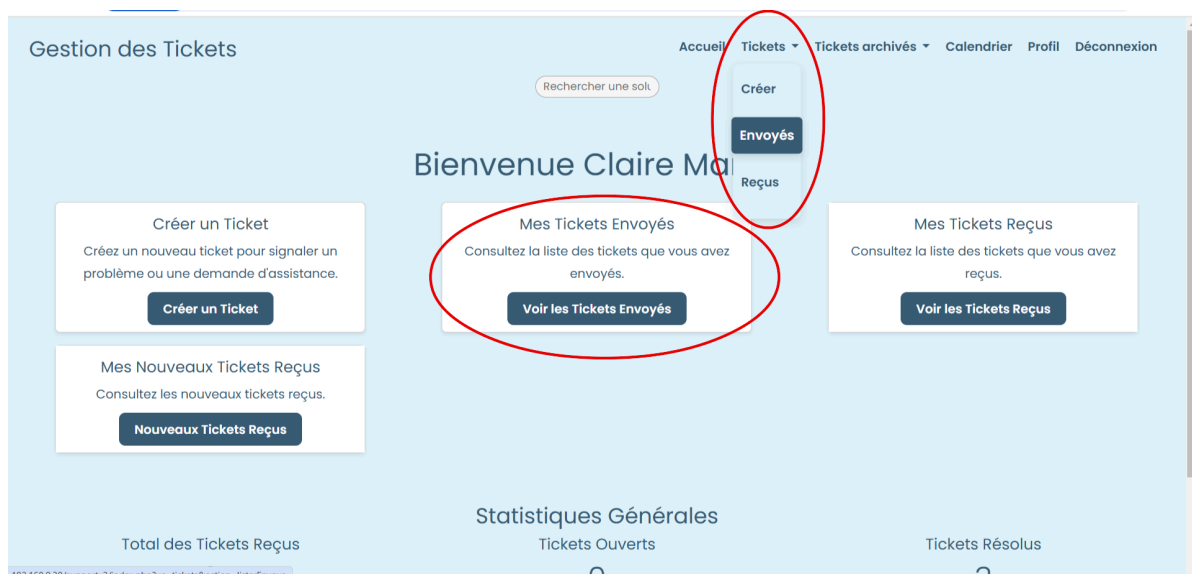 Gestion des Tickets
Accueil Tickets Tickets archivés Calendrier Profil Déconnexion
Rechercher une solu
Créer
Envoyés
Reçus
Bienvenue Claire
Créer un Ticket
Créez un nouveau ticket pour signaler un
problème ou une demande d'assistance.
Créer un Ticket
Mes Tickets Envoyés
Consultez la liste des tickets que vous avez
envoyés.
Voir les Tickets Envoyés
Mes Tickets Reçus
Consultez la liste des tickets que vous avez
reçus.
Voir les Tickets Reçus
Mes Nouveaux Tickets Reçus
Consultez les nouveaux tickets reçus.
Nouveaux Tickets Reçus
Statistiques Générales
Total des Tickets Reçus
Tickets Ouverts
Tickets Résolus